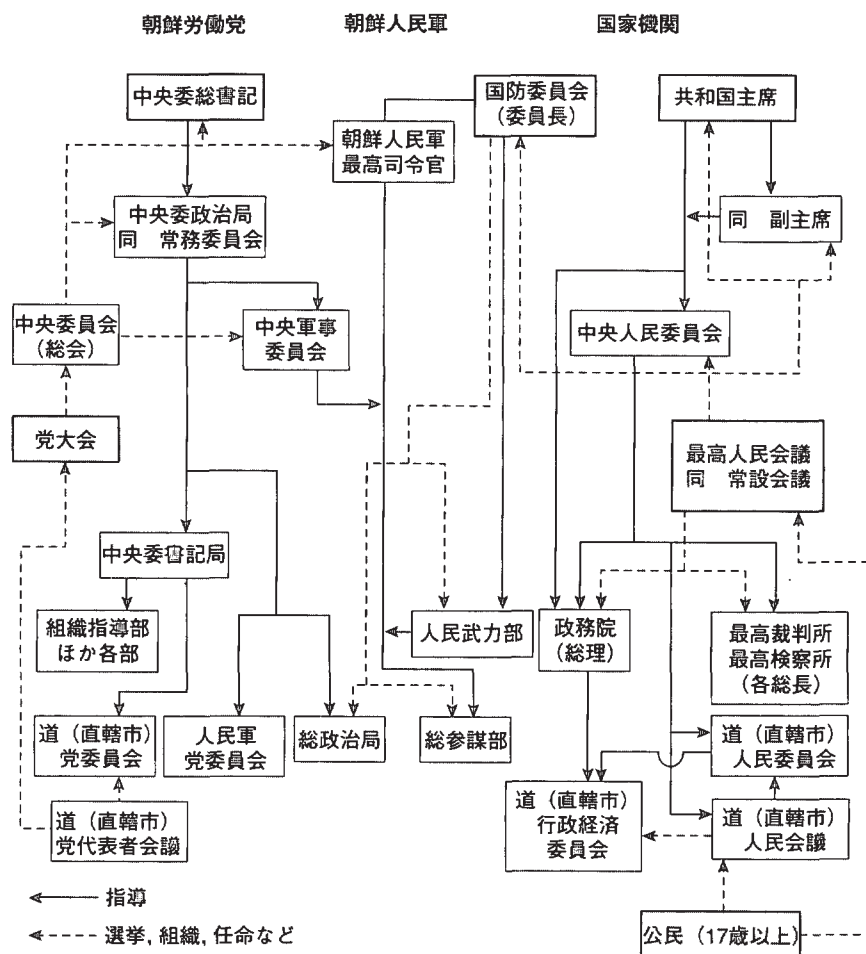 朝鮮労働党
朝鮮人民軍
国家機関
中央委総書記
国防委員会
(委員長)
共和国主席
朝鮮人民軍
最高司令官
中央委政治局
同 常務委員会
同 副主席
中央委員会
(総会)
中央軍事
委員会
中央人民委員会
党大会
最高人民会議
同 常設会議
中央委書記局
組織指導部
ほか各部
人民武力部
政務院
(総理)
最高裁判所
最高検察所
(各総長)
道(直轄市)
党委員会
人民軍
党委員会
総政治局
総参謀部
道(直轄市)
人民委員会
道(直轄市)
行政経済
委員会
道(直轄市)
人民会議
道(直轄市)
党代表者会議
指導
選挙, 組織, 任命など
公民(17歳以上)